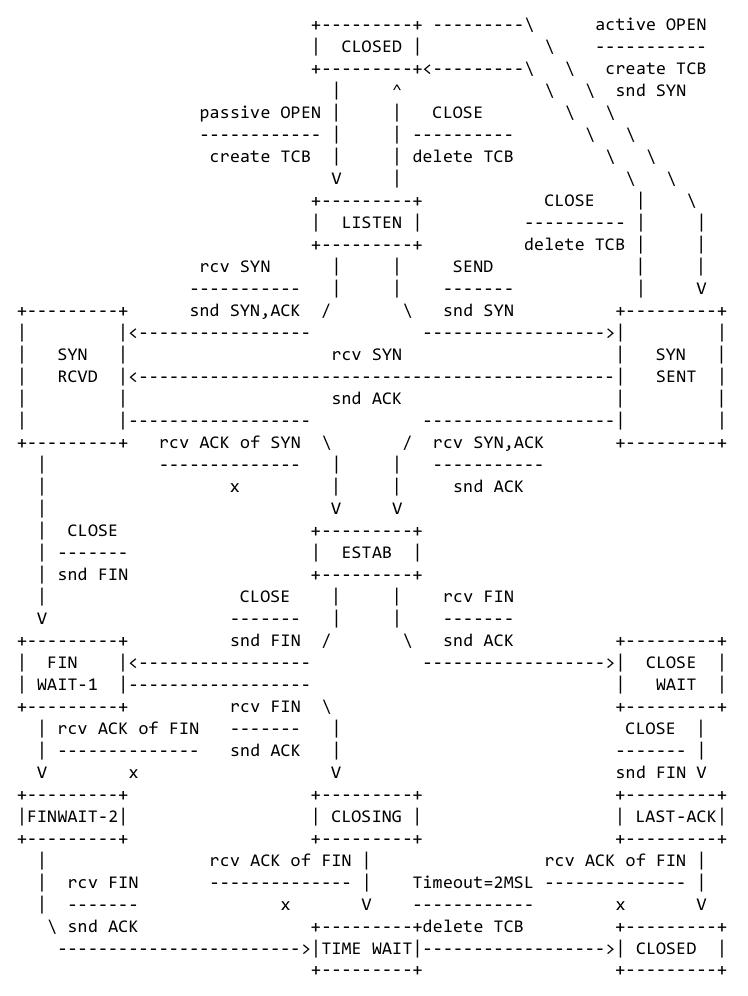 +---------+ ---------\      active OPEN
|  CLOSED |            \    -----------
+---------+<---------\   \   create TCB
  |     ^              \   \  snd SYN
passive OPEN |     |   CLOSE        \   \
------------ |     | ----------       \   \
create TCB  |     | delete TCB         \   \
V     |                      \   \
+---------+            CLOSE    |    \
|  LISTEN |          ---------- |     |
+---------+          delete TCB |     |
rcv SYN      |     |     SEND              |     |
-----------   |     |    -------            |     V
+---------+      snd SYN,ACK  /       \   snd SYN          +---------+
|         |<-----------------           ------------------>|         |
|   SYN   |                    rcv SYN                     |   SYN   |
|   RCVD  |<-----------------------------------------------|   SENT  |
|         |                    snd ACK                     |         |
|         |------------------           -------------------|         |
+---------+   rcv ACK of SYN  \       /  rcv SYN,ACK       +---------+
|           --------------   |     |   -----------
|                  x         |     |     snd ACK
|                            V     V
|  CLOSE                   +---------+
| -------                  |  ESTAB  |
| snd FIN                  +---------+
|                   CLOSE    |     |    rcv FIN
V                  -------   |     |    -------
+---------+          snd FIN  /       \   snd ACK          +---------+
|  FIN    |<-----------------           ------------------>|  CLOSE  |
| WAIT-1  |------------------                              |   WAIT  |
+---------+          rcv FIN  \                            +---------+
| rcv ACK of FIN   -------   |                            CLOSE  |
| --------------   snd ACK   |                           ------- |
V        x                   V                           snd FIN V
+---------+                  +---------+                   +---------+
|FINWAIT-2|                  | CLOSING |                   | LAST-ACK|
+---------+                  +---------+                   +---------+
|                rcv ACK of FIN |                 rcv ACK of FIN |
|  rcv FIN       -------------- |    Timeout=2MSL -------------- |
|  -------              x       V    ------------        x       V
\ snd ACK                 +---------+delete TCB         +---------+
------------------------>|TIME WAIT|------------------>| CLOSED  |
+---------+                   +---------+